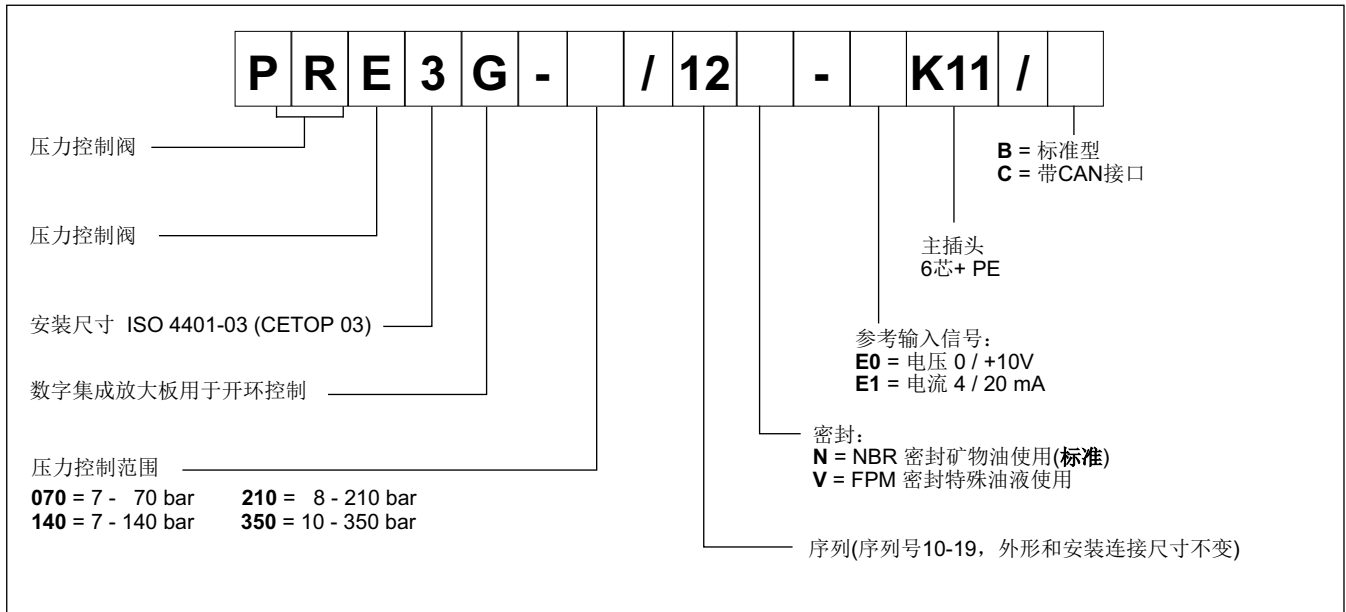 P R E 3 G - / 12 - K11 /
压力控制阀
压力控制阀
安装尺寸 ISO 4401-03 (CETOP 03)
数字集成放大板用于开环控制
压力控制范围
070 = 7 - 70 bar 210 = 8 - 210 bar
140 = 7 - 140 bar 350 = 10 - 350 bar
B = 标准型
C = 带CAN接口
主插头
6芯+ PE
参考输入信号:
E0 = 电压 0 / +10V
E1 = 电流 4 / 20 mA
密封:
N = NBR 密封矿物油使用(标准)
V = FPM 密封特殊油液使用
序列(序列号10-19，外形和安装连接尺寸不变)